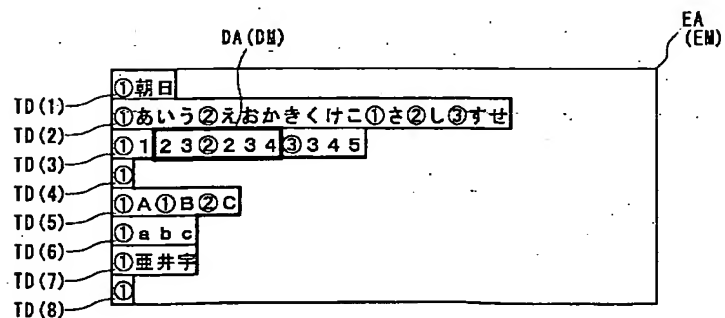 DA(DM)
EA
(EM)
TD(1)
①朝日
TD(2)
①あいう②えおかきくけこ①さ②し③すせ
TD(3)
①1 2 3②2 3 4③3 4 5
TD(4)
①
TD(5)
①A①B②C
TD(6)
①a b c
TD(7)
①亜井宇
TD(8)
①